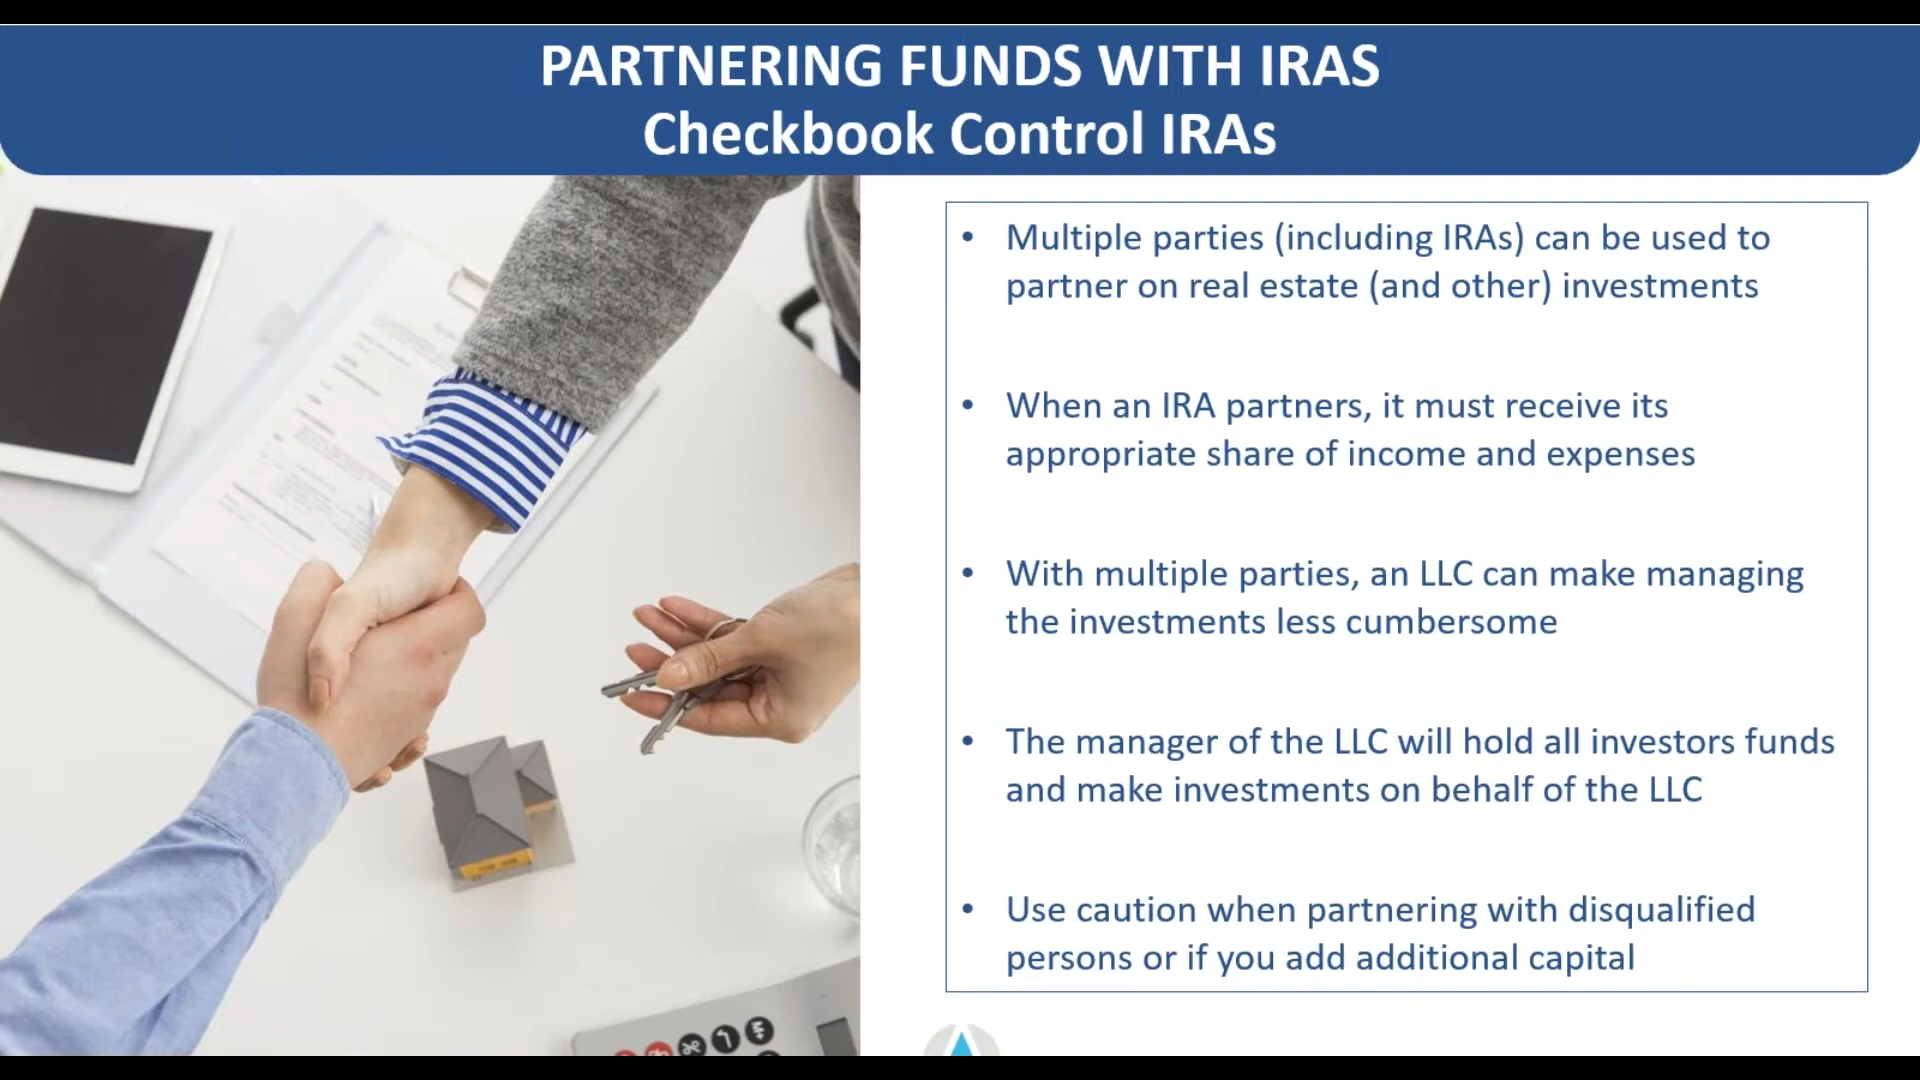 PARTNERING FUNDS WITH IRAS
Checkbook Control IRAs
• Multiple parties (including IRAs) can be used to
partner on real estate (and other) investments
• When an IRA partners, it must receive its
appropriate share of income and expenses
• With multiple parties, an LLC can make managing
the investments less cumbersome
• The manager of the LLC will hold all investors funds
and make investments on behalf of the LLC
• Use caution when partnering with disqualified
persons or if you add additional capital